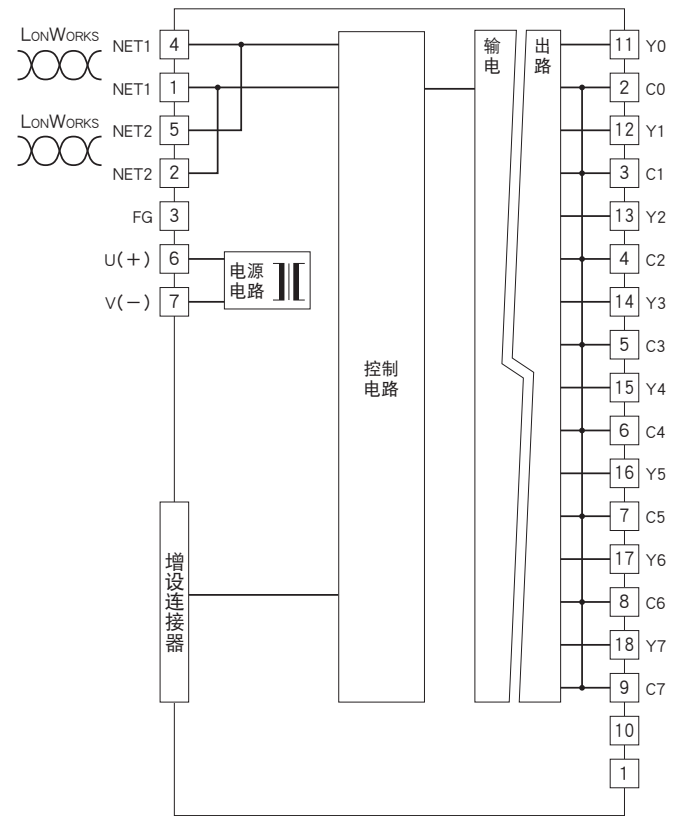 LONWORKS
NET1 4
NET1 1
LONWORKS
NET2 5
NET2 2
FG 3
U(+) 6
V(−) 7
电源
电路
增设连接器
控制
电路
输 出
电 路
11 Y0
2 C0
12 Y1
3 C1
13 Y2
4 C2
14 Y3
5 C3
15 Y4
6 C4
16 Y5
7 C5
17 Y6
8 C6
18 Y7
9 C7
10
1